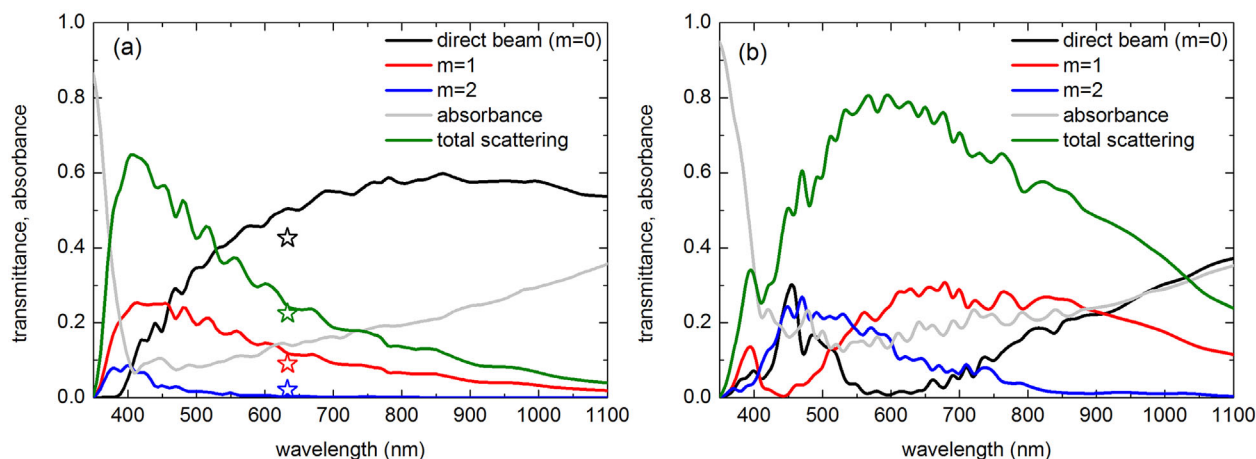 (a)
direct beam (m=0)
m=1
m=2
absorbance
total scattering
transmittance, absorbance
1.0
0.8
0.6
0.4
0.2
0.0
400 500 600 700 800 900 1000 1100
wavelength (nm)
(b)
direct beam (m=0)
m=1
m=2
absorbance
total scattering
transmittance, absorbance
1.0
0.8
0.6
0.4
0.2
0.0
400 500 600 700 800 900 1000 1100
wavelength (nm)